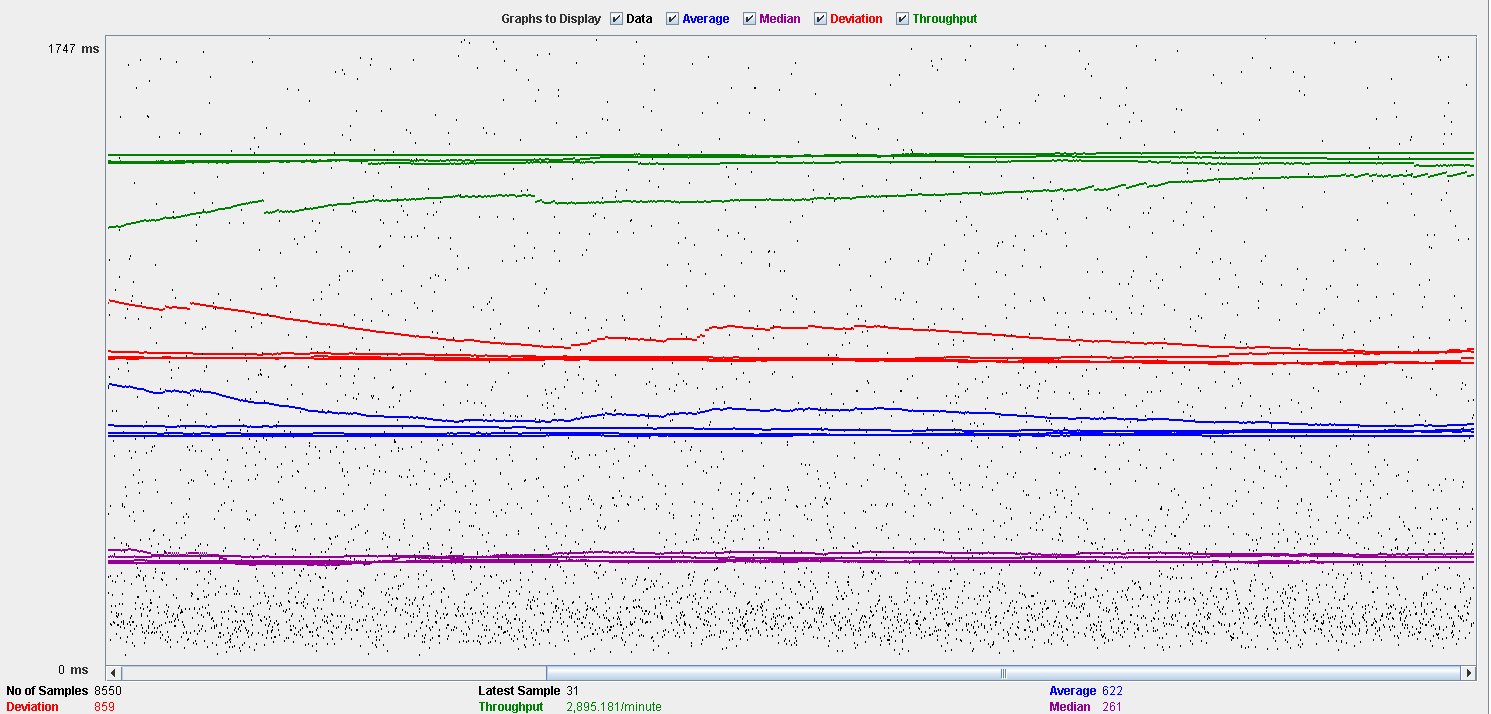 Graphs to Display Data Average Median Deviation Throughput
1747 ms
0 ms
No of Samples 8550 Latest Sample 31 Average 622
Deviation 859 Throughput 2,895.181/minute Median 261